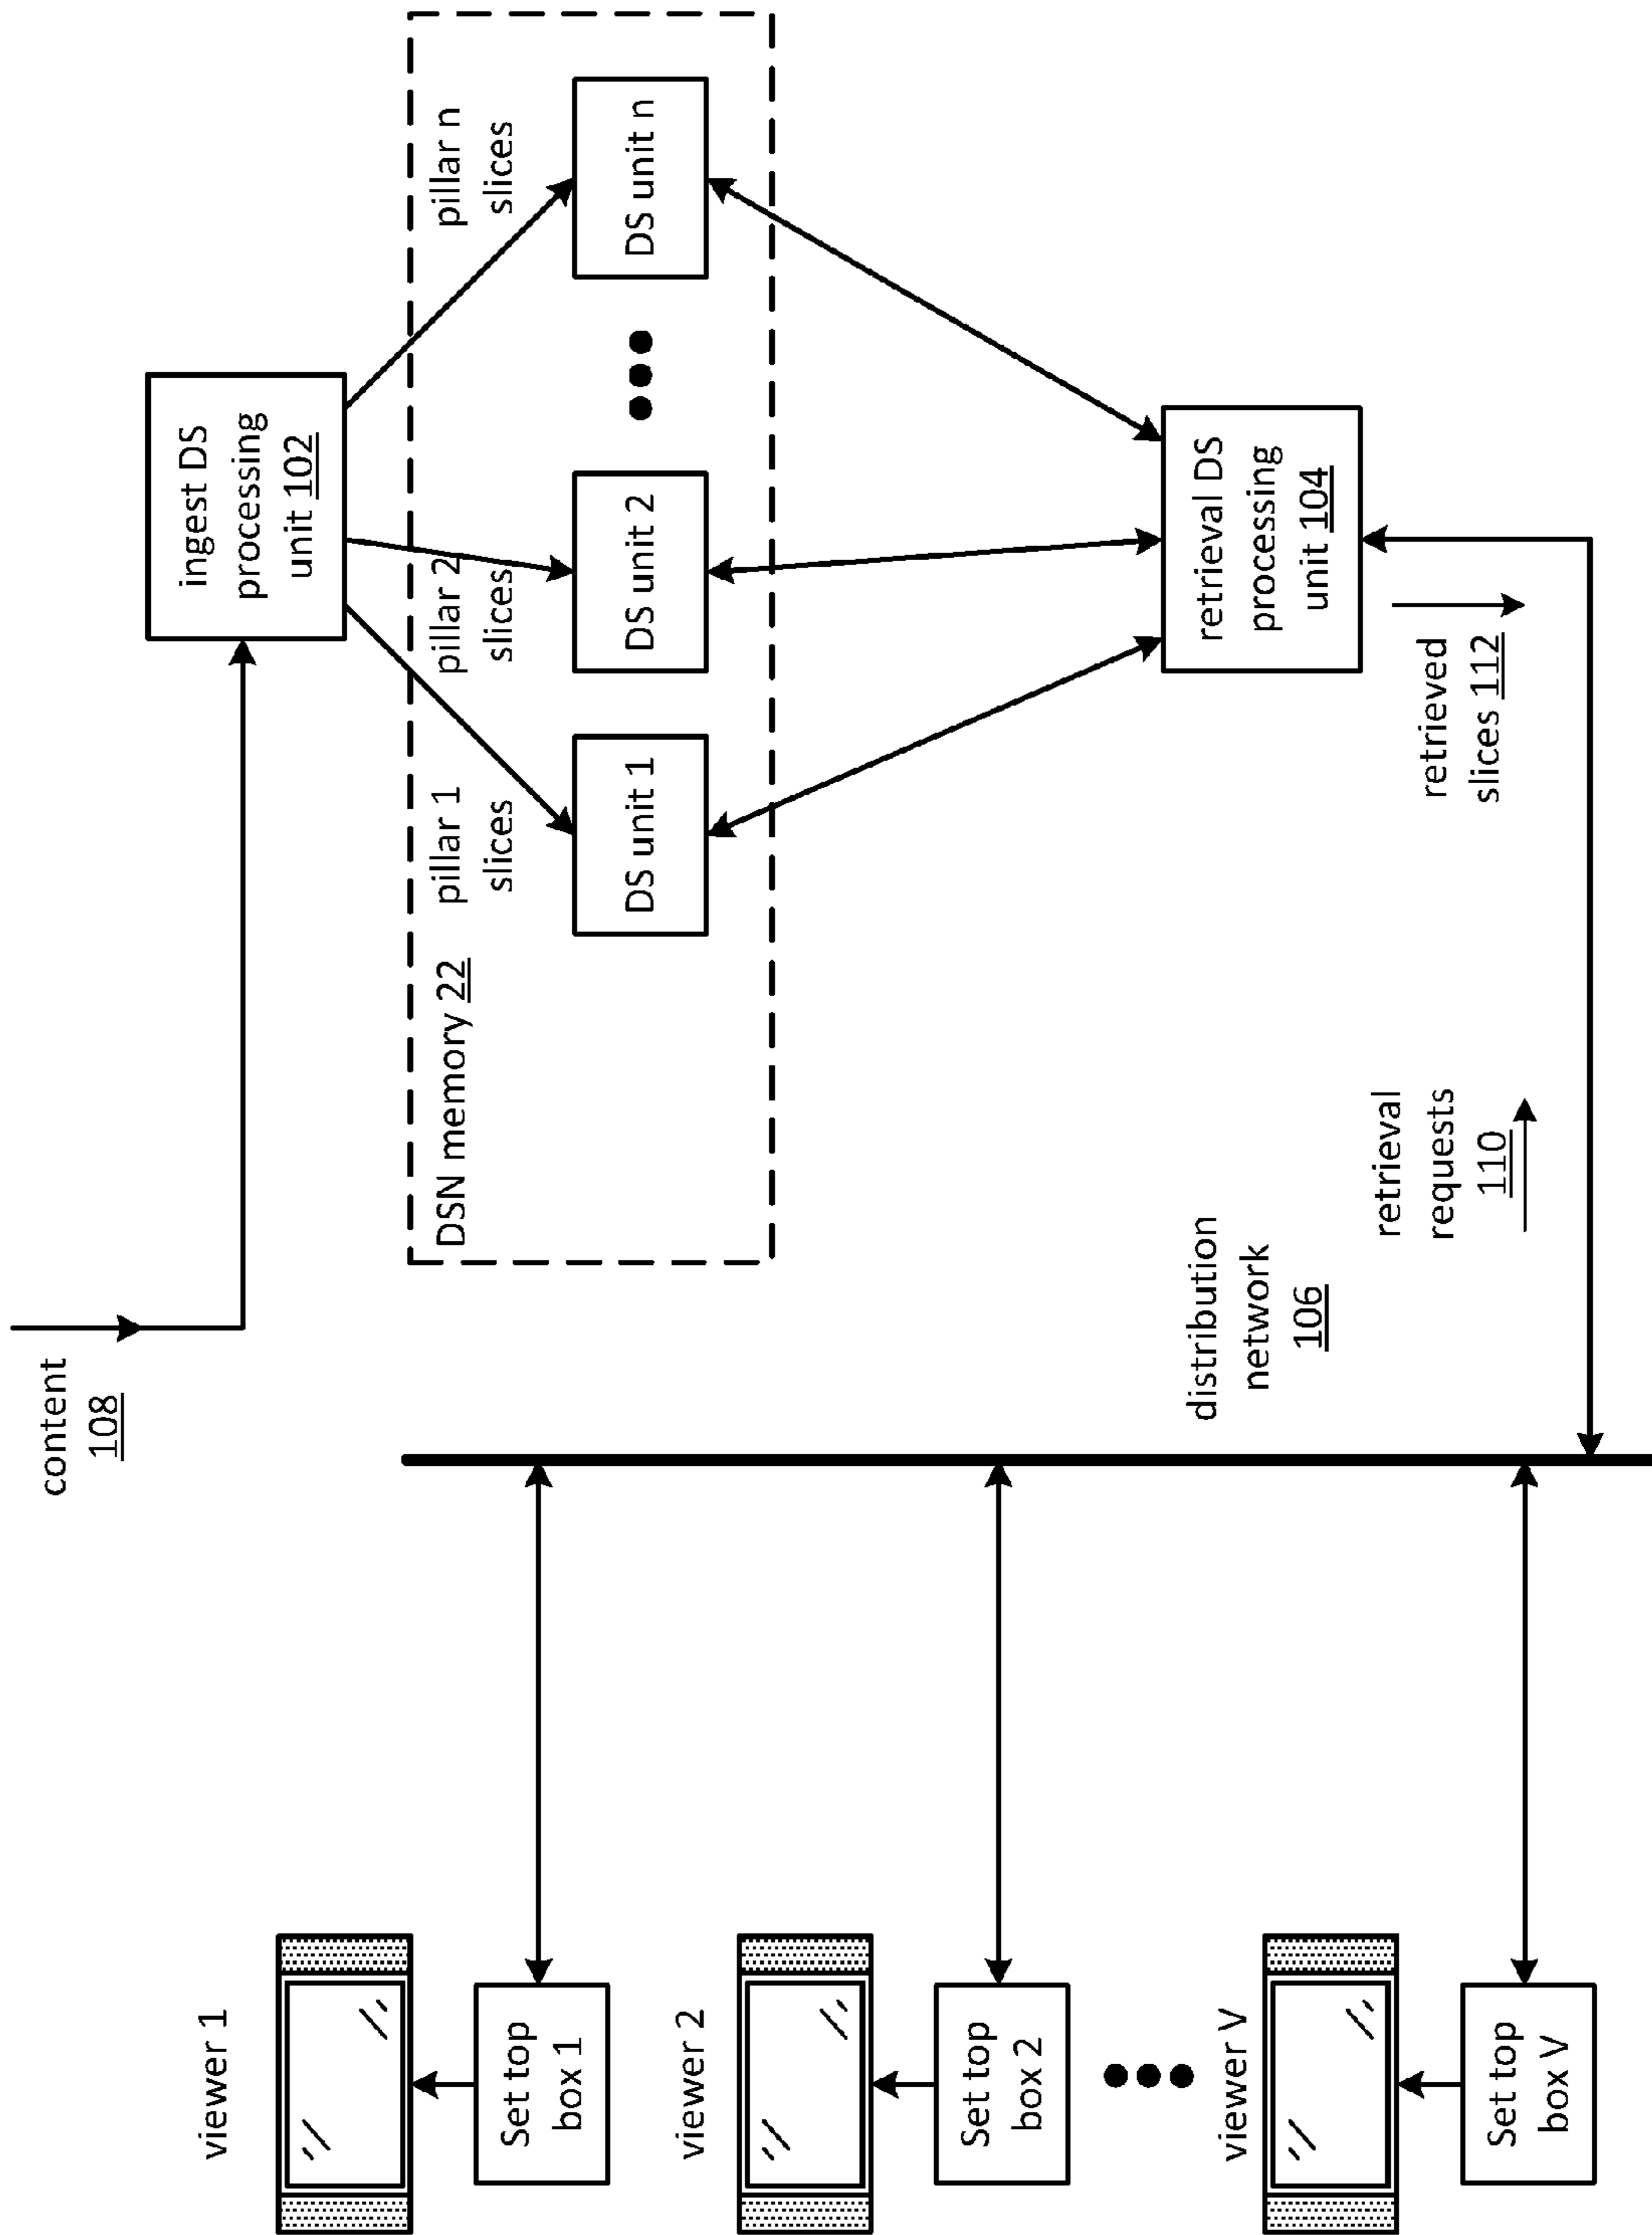 viewer 1
Set top
box 1
viewer 2
Set top
box 2
viewer V
Set top
box V
content
108
distribution
network
106
retrieval
requests
110
retrieved
slices 112
DSN memory 22
pillar 1
slices
pillar 2
slices
pillar n
slices
DS unit 1
DS unit 2
DS unit n
ingest DS
processing
unit 102
retrieval DS
processing
unit 104